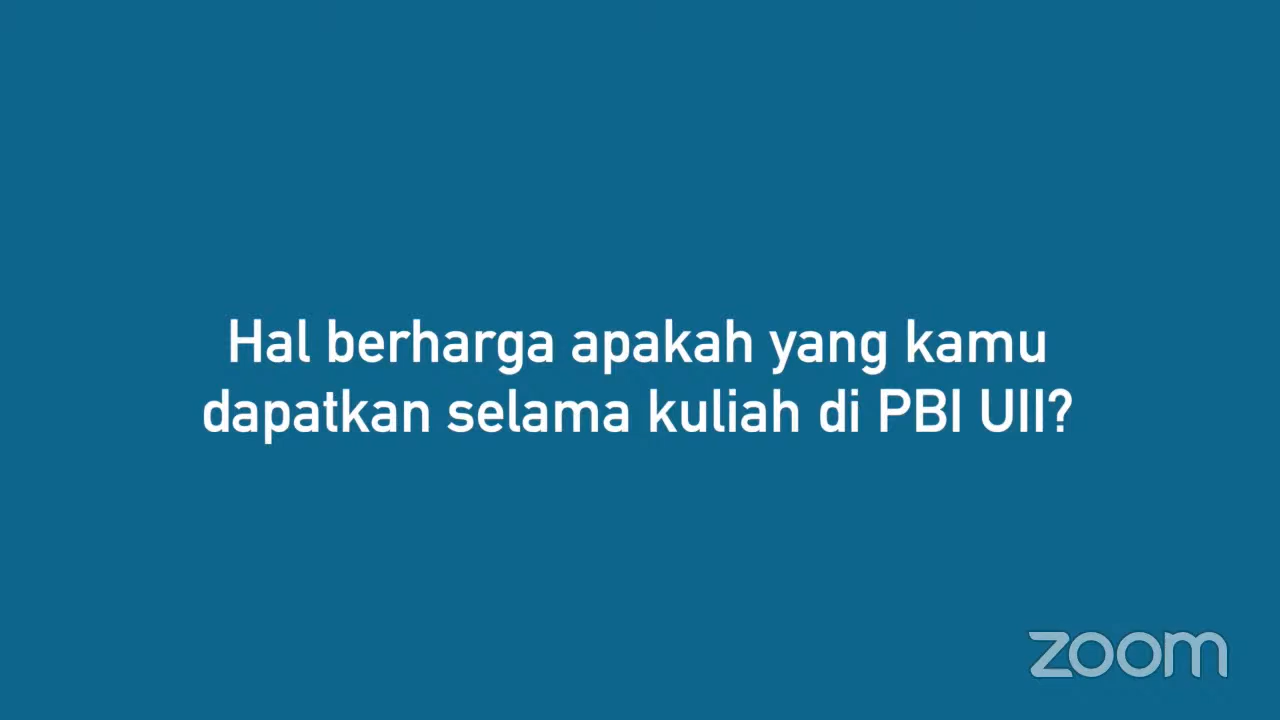 Hal berharga apakah yang kamu
dapatkan selama kuliah di PBI UII?
zoom